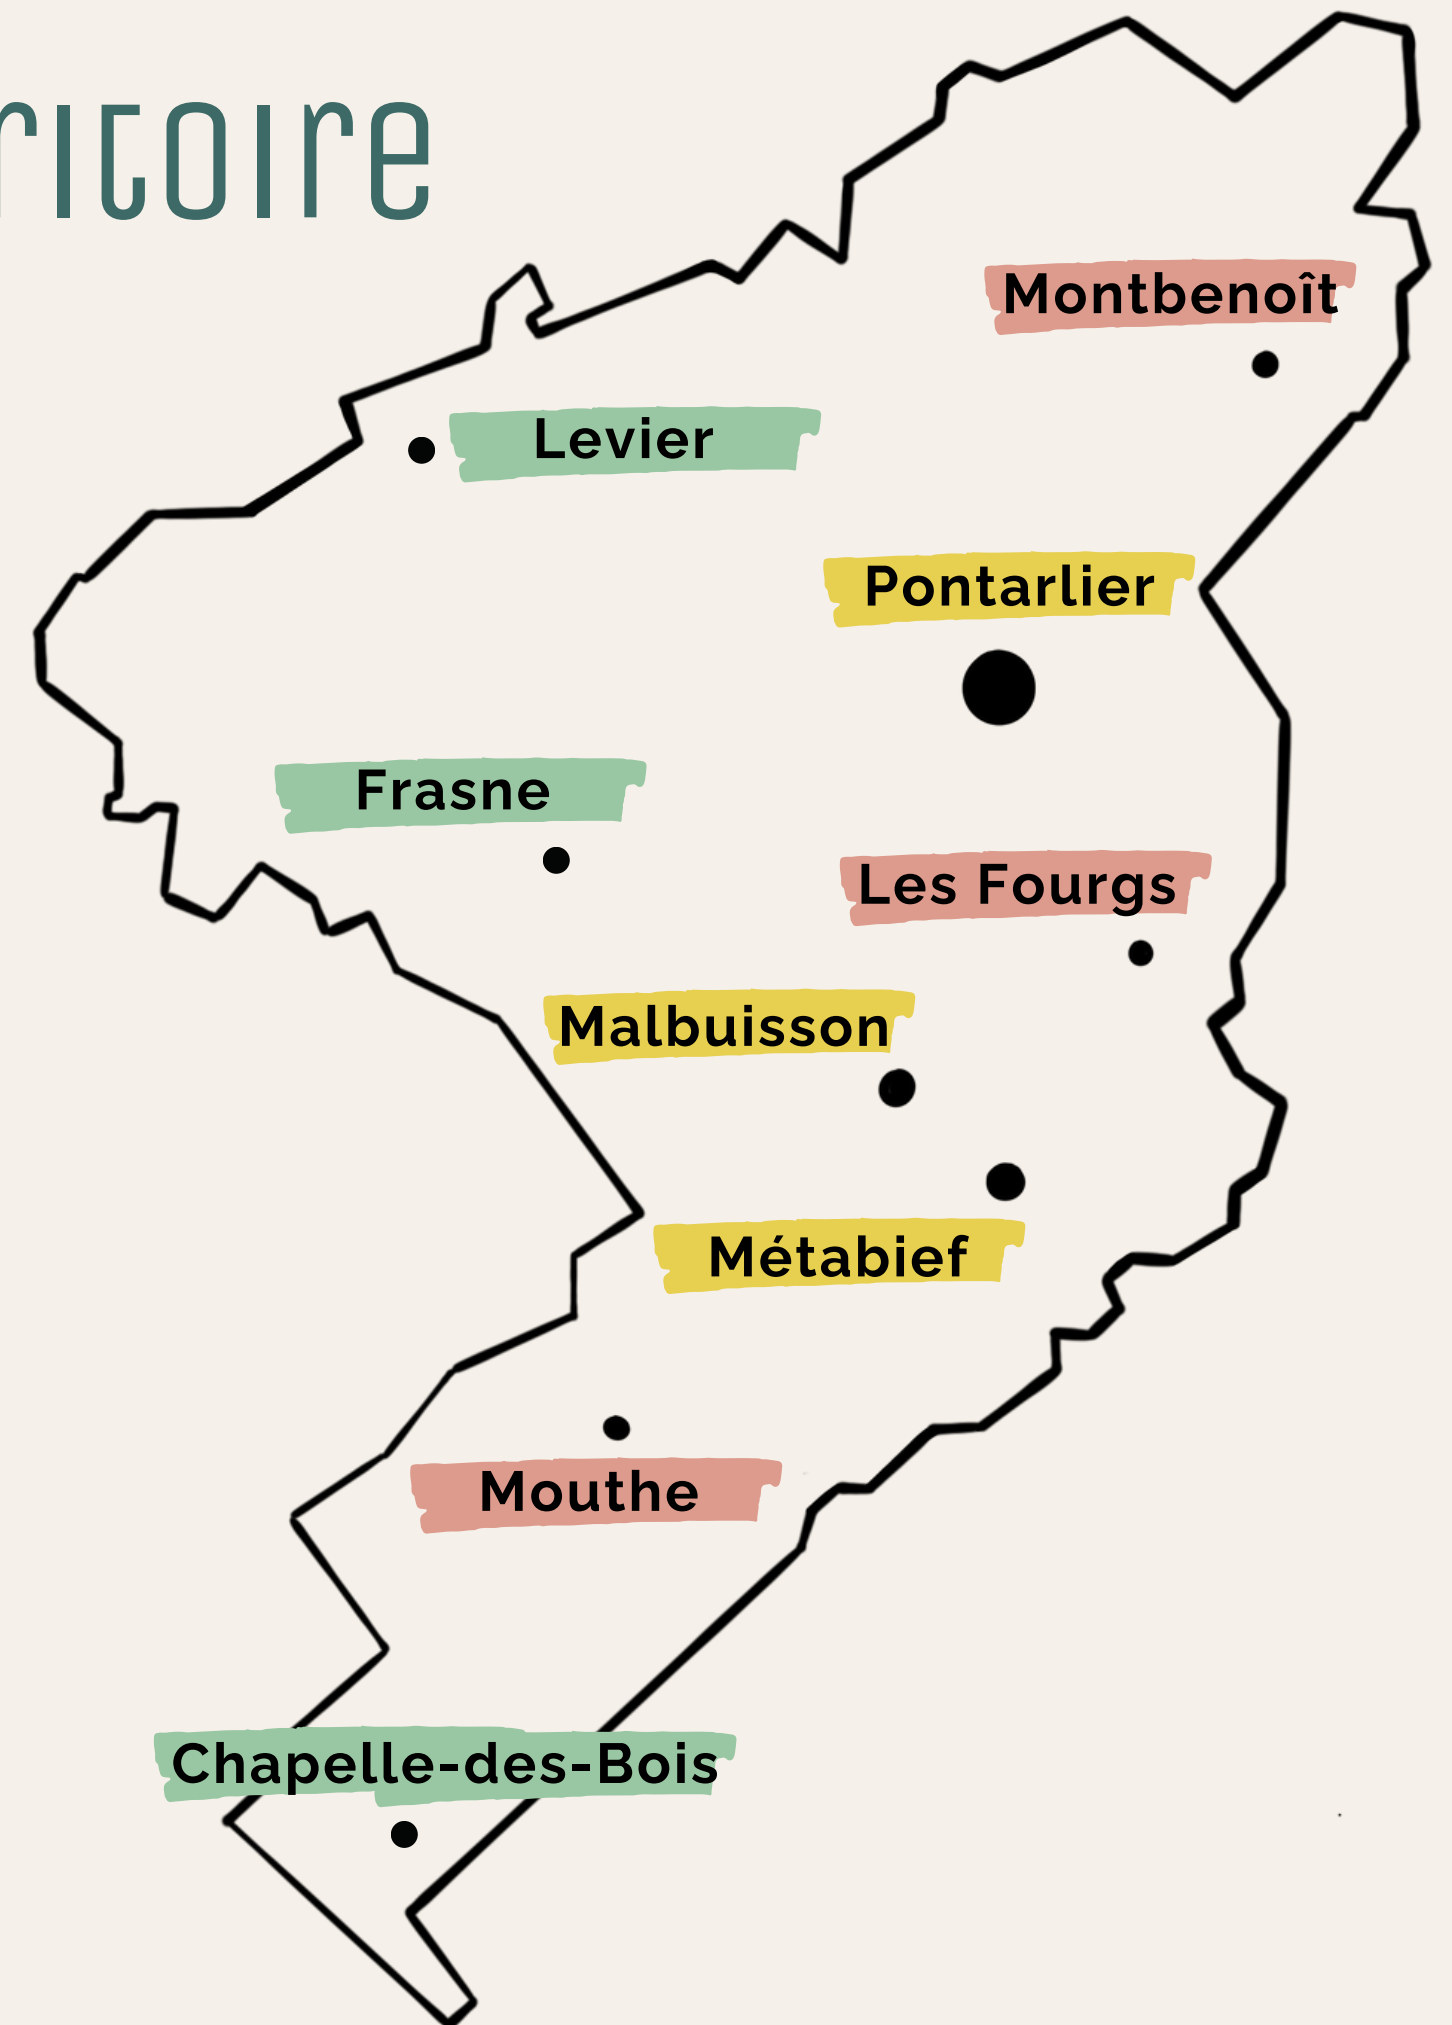 ritoire
Montbenoît
Levier
Pontarlier
Frasne
Les Fourgs
Malbuisson
Métabief
Mouthe
Chapelle-des-Bois